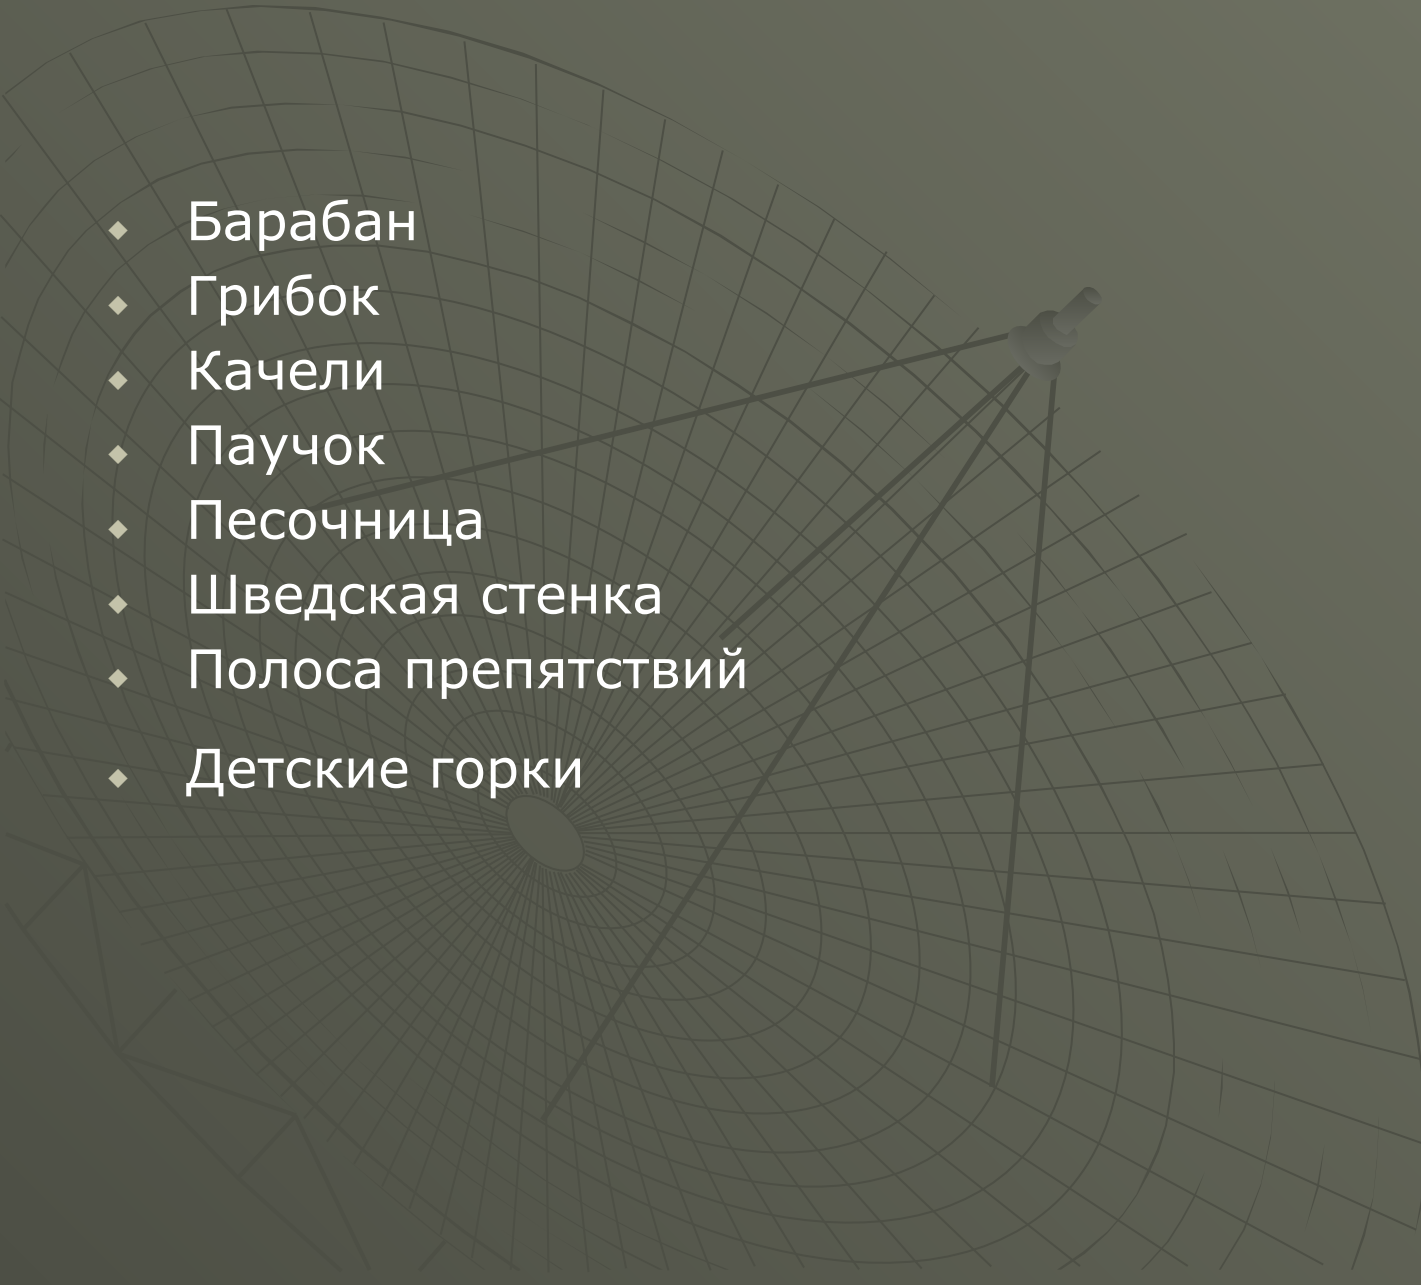 Барабан
Грибок
Качели
Паучок
Песочница
Шведская стенка
Полоса препятствий
Детские горки